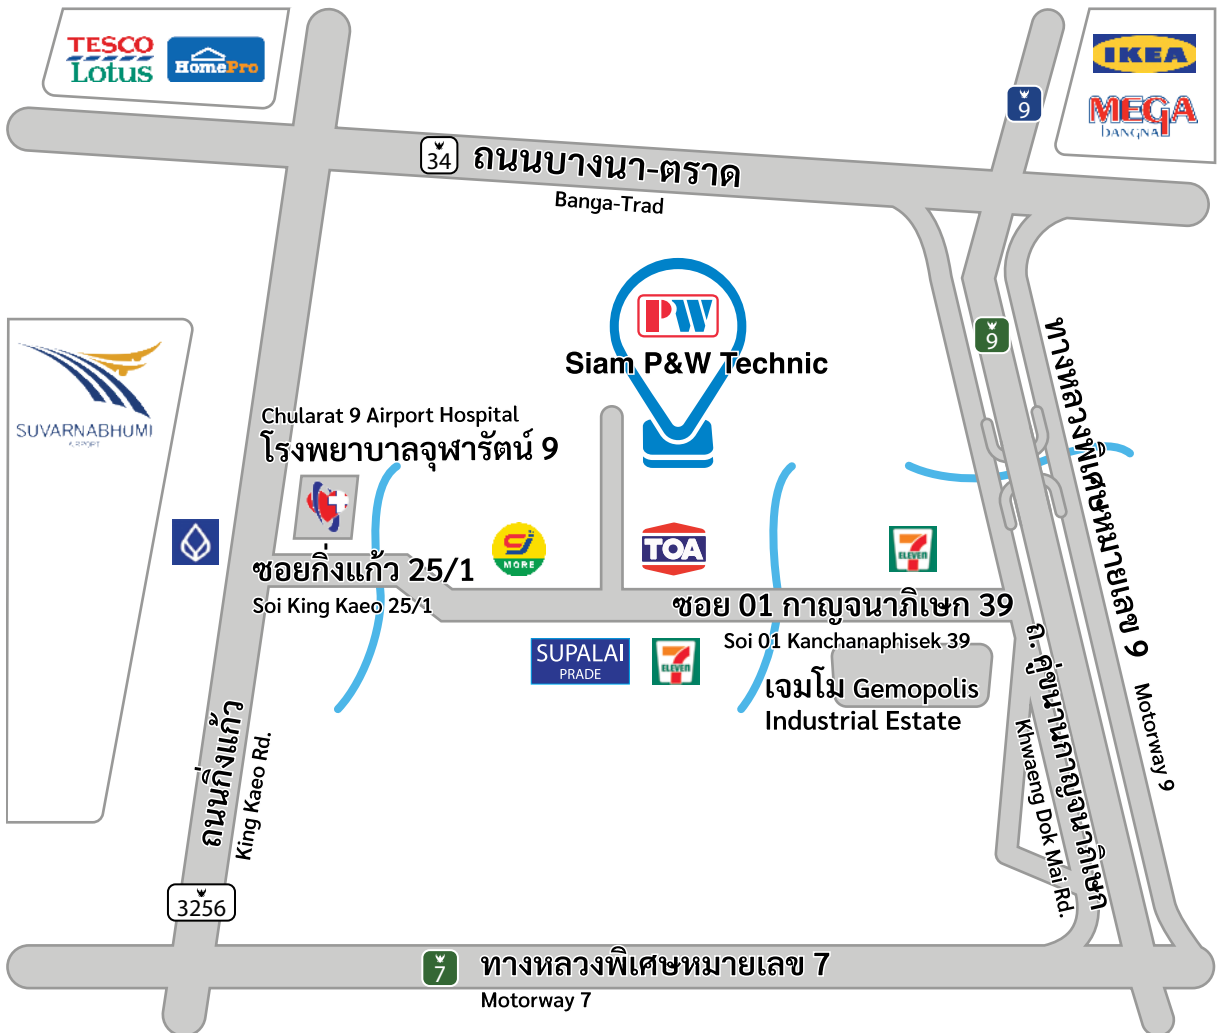 TESCO
Lotus
HomePro
IKEA
MEGA
BANGNA
9
34
ถนนบางนา-ตราด
Banga-Trad
PW
Siam P&W Technic
9
ทางหลวงพิเศษหมายเลข 9
Motorway 9
SUVARNABHUMI
AIRPORT
Chularat 9 Airport Hospital
โรงพยาบาลจุฬารัตน์ 9
CJ
MORE
TOA
7
ELEVEN
ซอยกิ่งแก้ว 25/1
Soi King Kaeo 25/1
ซอย 01 กาญจนาภิเษก 39
Soi 01 Kanchanaphisek 39
SUPALAI
PRADE
7
ELEVEN
เจมโม Gemopolis
Industrial Estate
ถ. คู่ขนานกาญจนาภิเษก
Khwaeng Dok Mai Rd.
ถนนกิ่งแก้ว
King Kaeo Rd.
3256
7
ทางหลวงพิเศษหมายเลข 7
Motorway 7